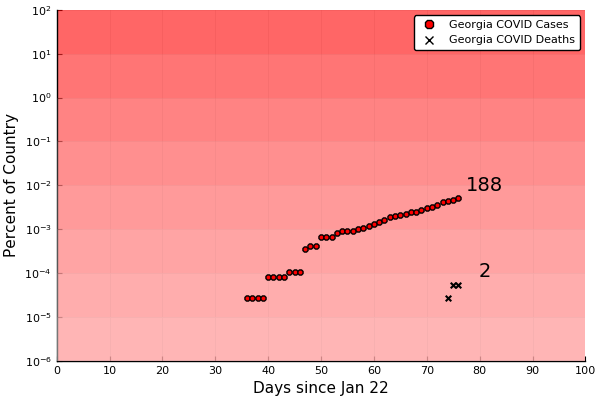 10²
10¹
10⁰
10⁻¹
10⁻²
10⁻³
10⁻⁴
10⁻⁵
10⁻⁶
Percent of Country
Georgia COVID Cases
Georgia COVID Deaths
188
2
0 10 20 30 40 50 60 70 80 90 100
Days since Jan 22